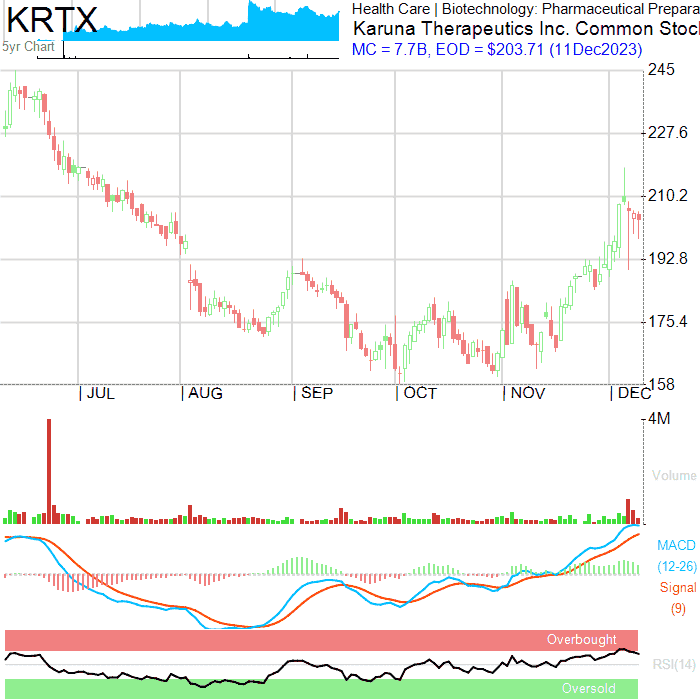 KRTX
5yr Chart
Health Care | Biotechnology: Pharmaceutical Prepara
Karuna Therapeutics Inc. Common Stoc
MC = 7.7B, EOD = $203.71 (11Dec2023)
245
227.6
210.2
192.8
175.4
158
| JUL | AUG | SEP | OCT | NOV | DEC
4M
Volume
MACD
(12-26)
Signal
(9)
Overbought
RSI(14)
Oversold